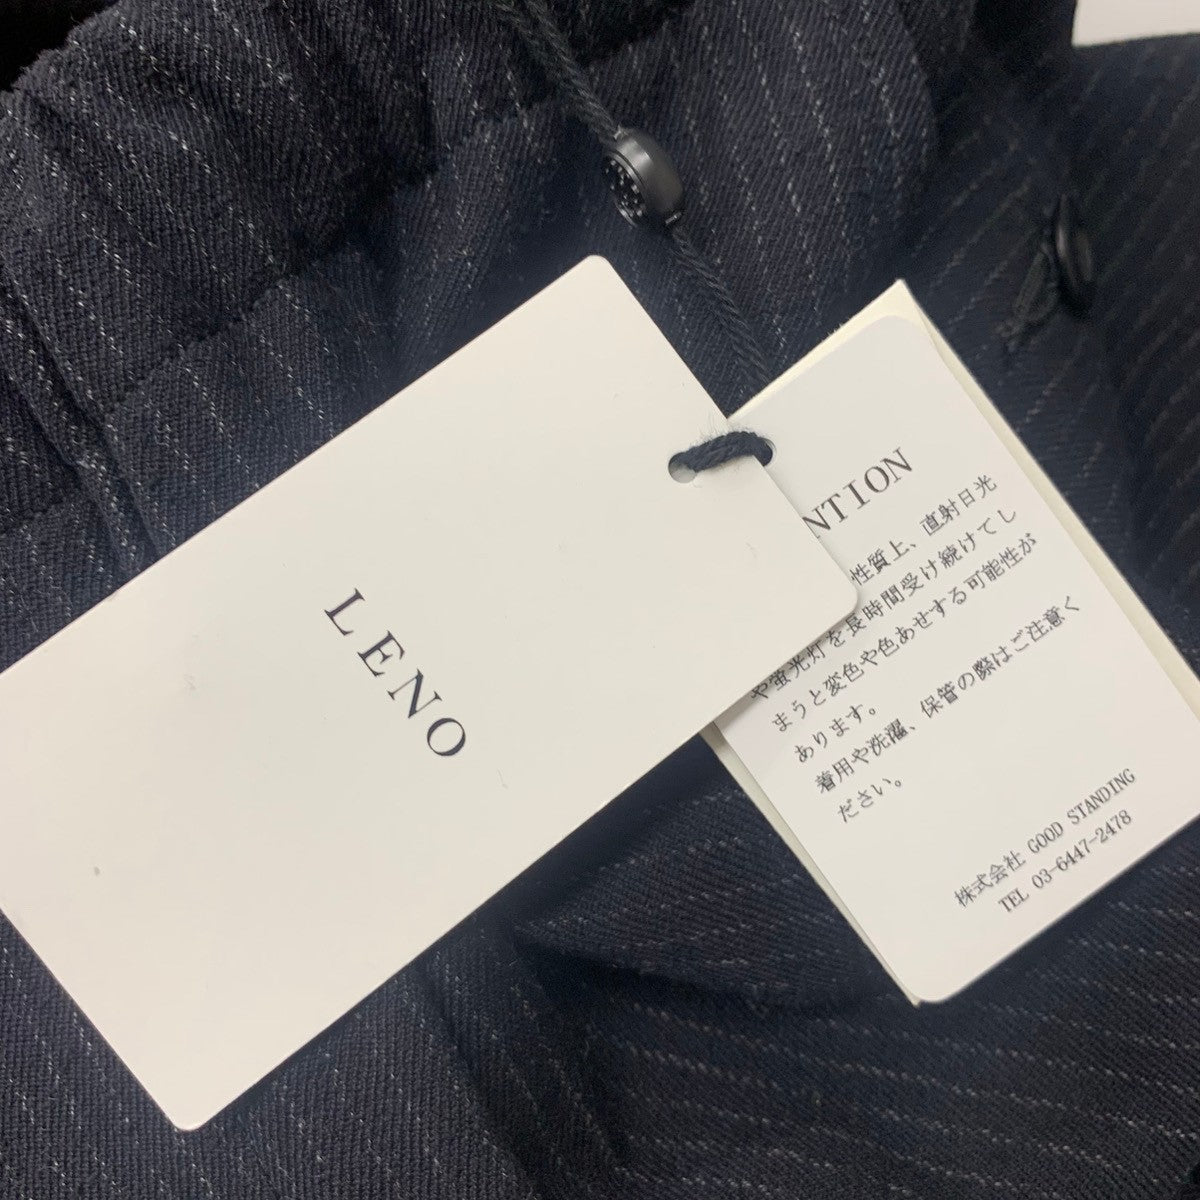 LENO
NTION
性質上、直射日光
や蛍光灯を長時間受け続けてし
まうと変色や色あせする可能性が
あります。
着用や洗濯、保管の際はご注意く
ださい。
株式会社 GOOD STANDING
TEL 03-6447-2478